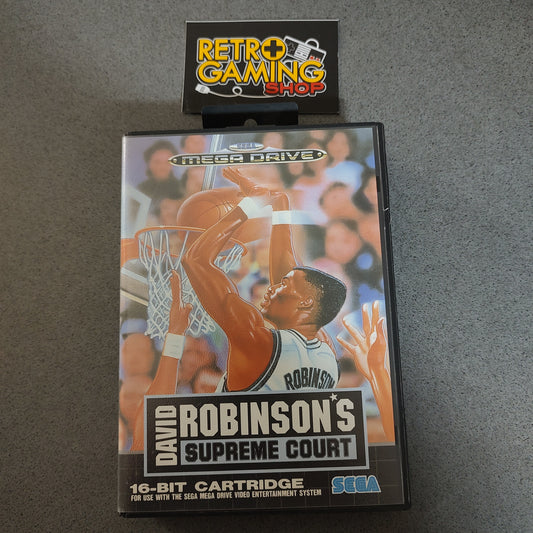 RETRO
GAMING
SHOP
SEGA
MEGA DRIVE
ROBINSON
DAVID
ROBINSON'S
SUPREME COURT
16-BIT CARTRIDGE
FOR USE WITH THE SEGA MEGA DRIVE VIDEO ENTERTAINMENT SYSTEM
SEGA